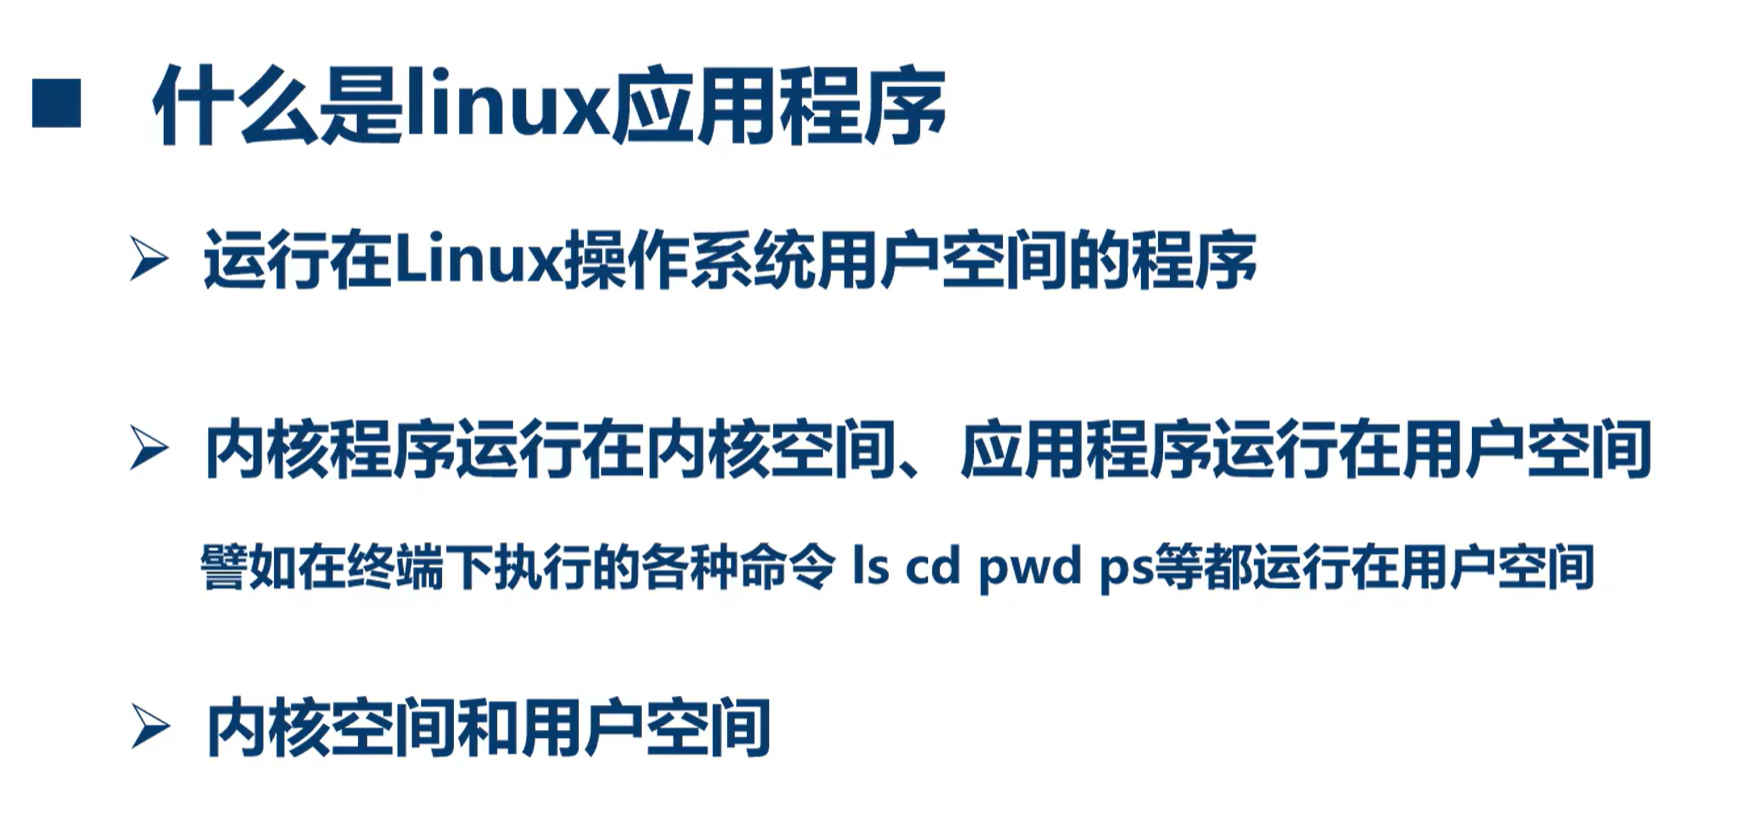 什么是linux应用程序
运行在Linux操作系统用户空间的程序
内核程序运行在内核空间、应用程序运行在用户空间
譬如在终端下执行的各种命令 ls cd pwd ps等都运行在用户空间
内核空间和用户空间